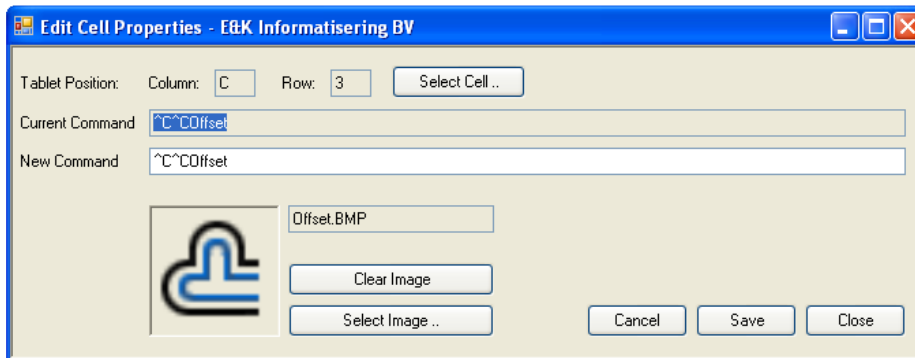 Edit Cell Properties - E&K Informatisering BV
Tablet Position: Column: C Row: 3 Select Cell ..
Current Command ^C^COffset
New Command ^C^COffset
Offset.BMP
Clear Image
Select Image .. Cancel Save Close